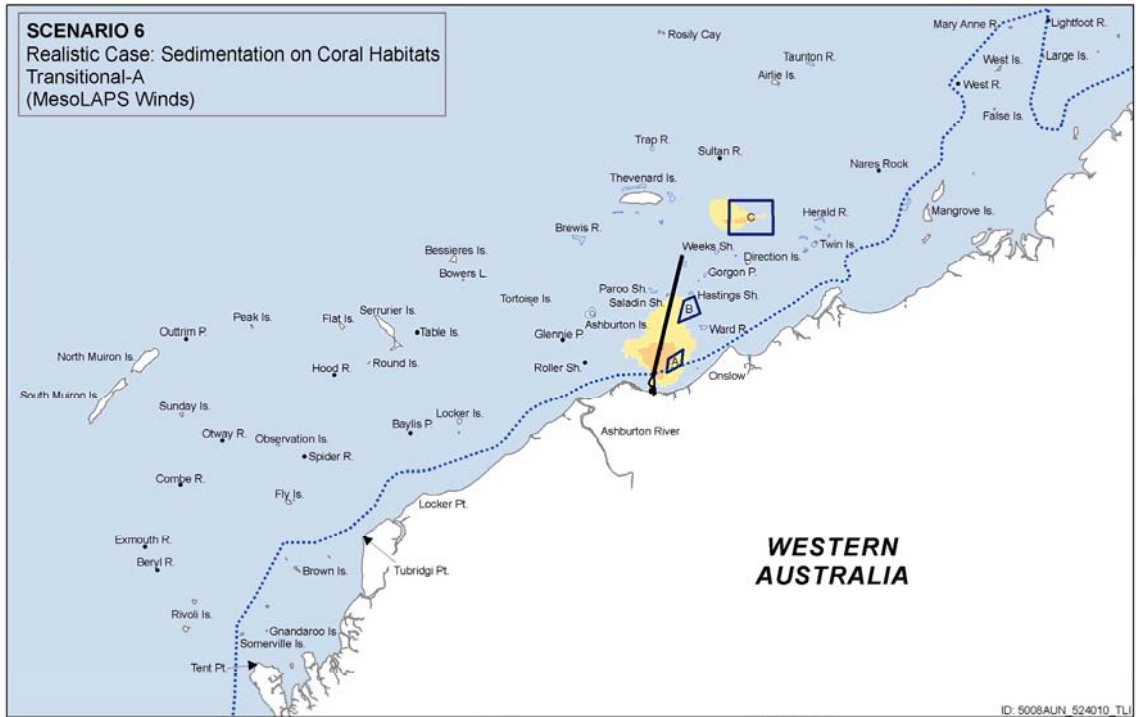 SCENARIO 6
Realistic Case: Sedimentation on Coral Habitats
Transitional-A
(MesoLAPS Winds)
Mary Anne R.
Lightfoot R.
Rosily Cay
Taunton R.
West Is.
Large Is.
Airlie Is.
West R.
False Is.
Trap R.
Sultan R.
Nares Rock
Thevenard Is.
C
Herald R.
Mangrove Is.
Brewis R.
Weeks Sh.
Twin Is.
Bessieres Is.
Direction Is.
Bowers L.
Gorgon P.
Paroo Sh.
Hastings Sh.
Tortoise Is.
Saladin Sh.
B
Serrurier Is.
Peak Is.
Flat Is.
Ashburton Is.
Ward R.
Outtrim P.
Table Is.
Glennie P.
North Muiron Is.
Round Is.
Roller Sh.
A
Hood R.
Onslow
South Muiron Is.
Sunday Is.
Locker Is.
Baylis P.
Ashburton River
Otway R.
Observation Is.
Spider R.
Combe R.
Fly Is.
Locker Pt.
Exmouth R.
WESTERN
AUSTRALIA
Beryl R.
Brown Is.
Tubridgi Pt.
Rivoli Is.
Gnandaroo Is.
Somerville Is.
Tent Pt.
ID: 5008AUN_524010_TLI